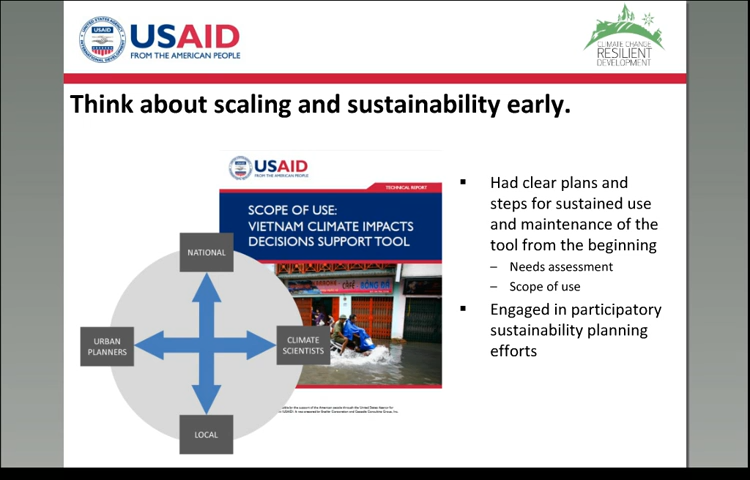 USAID
USAID
FROM THE AMERICAN PEOPLE
CLIMATE CHANGE
RESILIENT
DEVELOPMENT
Think about scaling and sustainability early.
USAID
FROM THE AMERICAN PEOPLE
TECHNICAL REPORT
SCOPE OF USE:
VIETNAM CLIMATE IMPACTS
DECISIONS SUPPORT TOOL
BÓNG ĐÁ
NATIONAL
URBAN
PLANNERS
CLIMATE
SCIENTISTS
LOCAL
▪ Had clear plans and
steps for sustained use
and maintenance of the
tool from the beginning
– Needs assessment
– Scope of use
▪ Engaged in participatory
sustainability planning
efforts